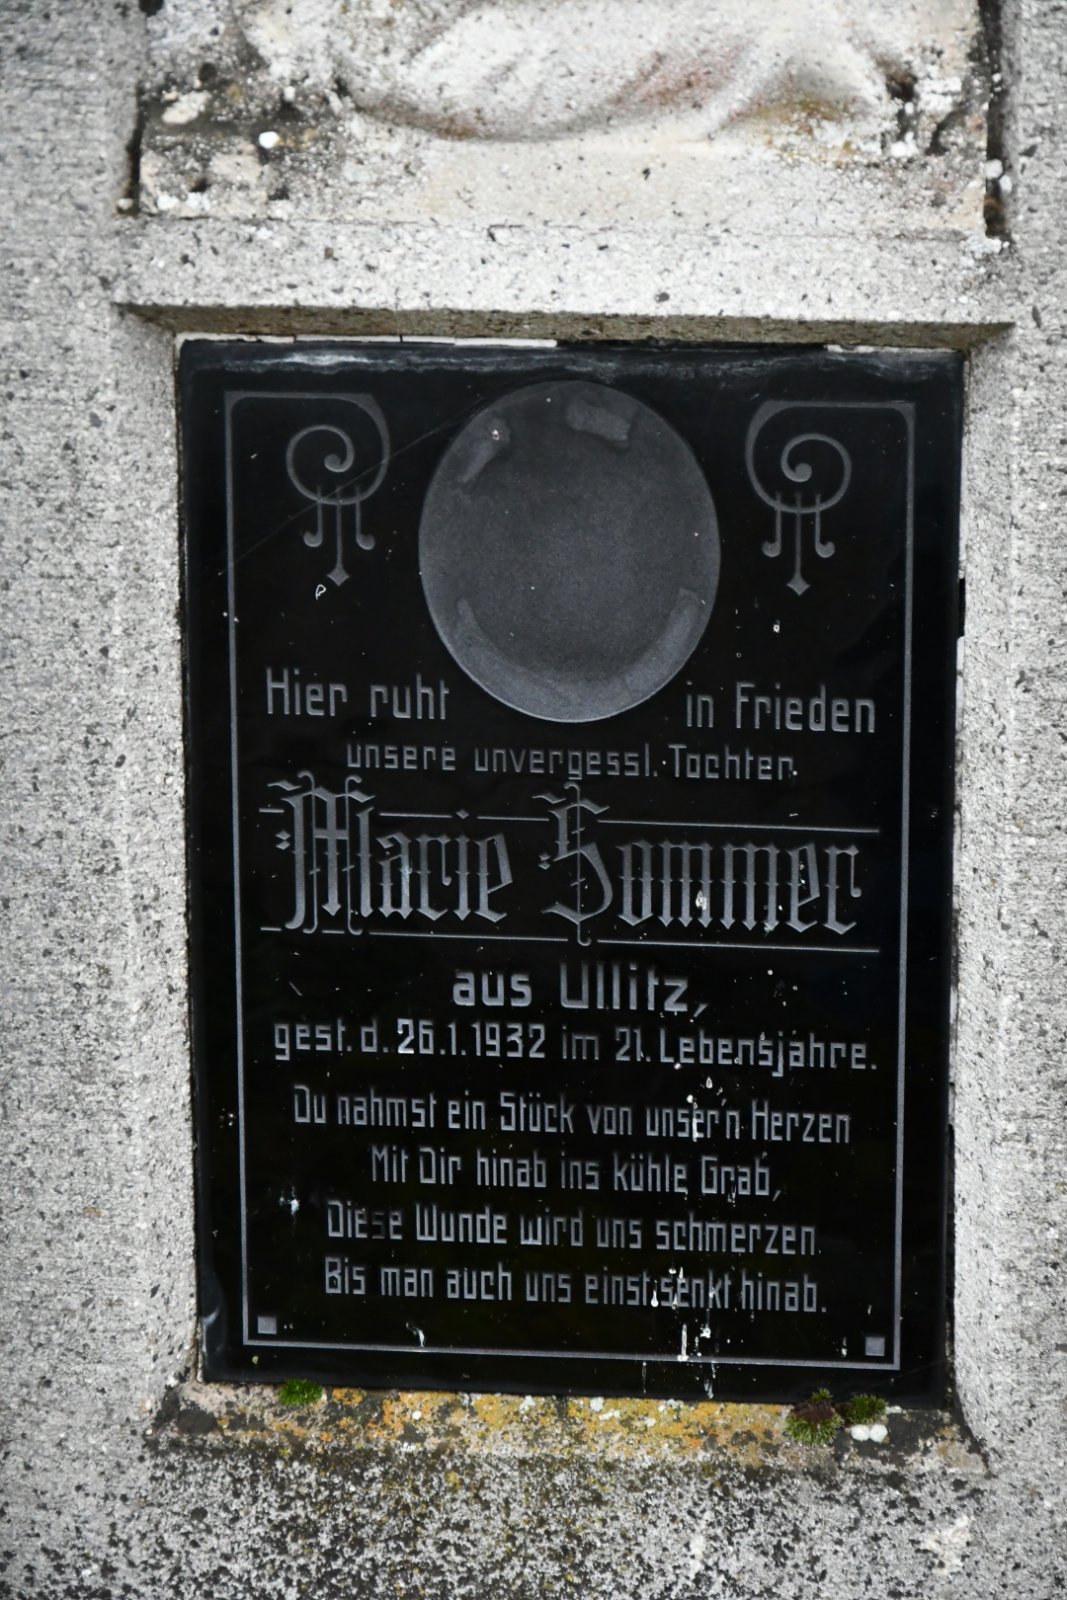 Hier ruht in Frieden
unsere unvergessl. Tochter
Marie Sommer
aus Ullitz,
gest. d. 26.1.1932 im 21. Lebensjahre.
Du nahmst ein Stück von unser'n Herzen
Mit Dir hinab ins kühle Grab,
Diese Wunde wird uns schmerzen
Bis man auch uns einst senkt hinab.